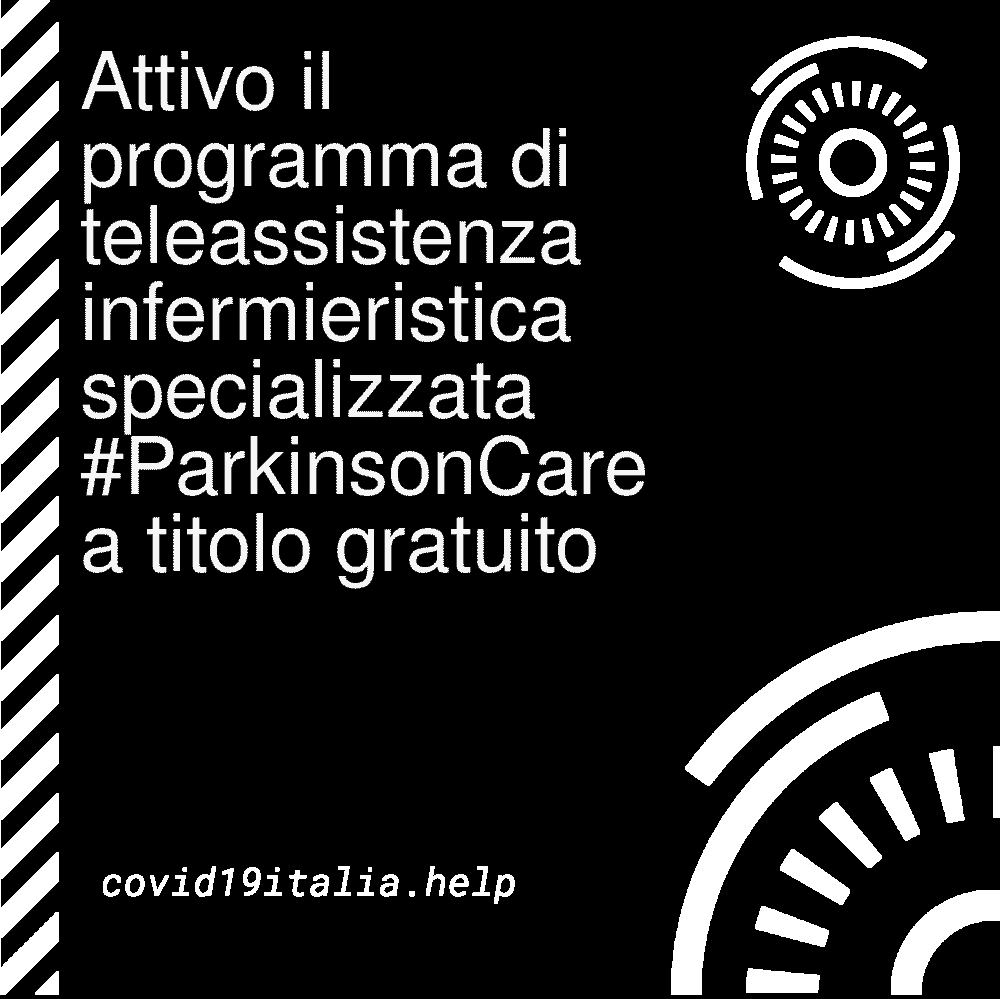 Attivo il
programma di
teleassistenza
infermieristica
specializzata
#ParkinsonCare
a titolo gratuito
covid19italia.help